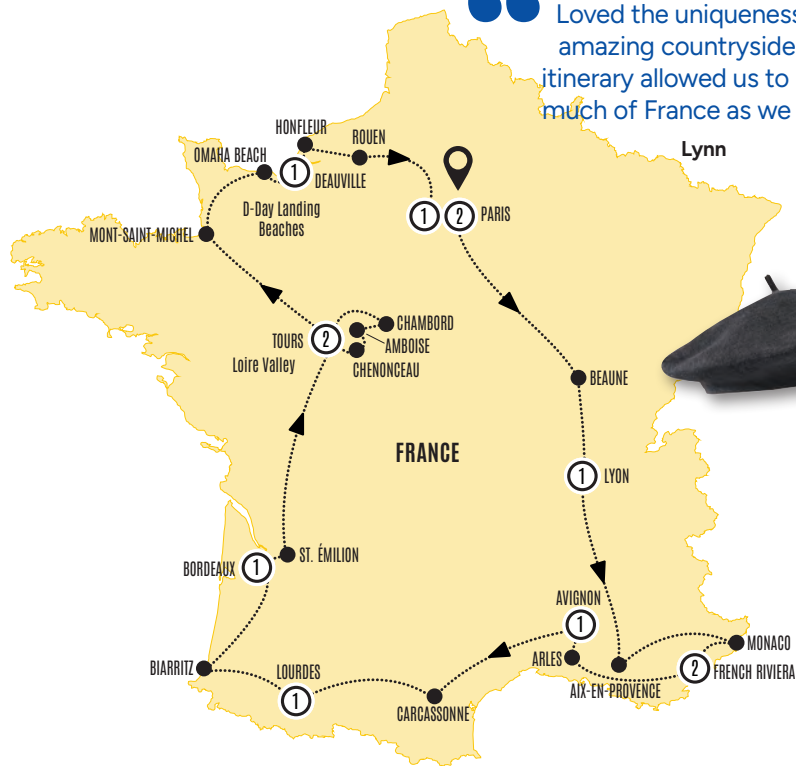 Loved the uniqueness
amazing countryside
itinerary allowed us to
much of France as we
Lynn
HONFLEUR
ROUEN
OMAHA BEACH
1
DEAUVILLE
D-Day Landing
Beaches
1
2
PARIS
MONT-SAINT-MICHEL
CHAMBORD
TOURS
2
AMBOISE
Loire Valley
CHENONCEAU
BEAUNE
FRANCE
1
LYON
ST. ÉMILION
BORDEAUX
1
AVIGNON
1
MONACO
ARLES
BIARRITZ
LOURDES
2
FRENCH RIVIERA
AIX-EN-PROVENCE
1
CARCASSONNE